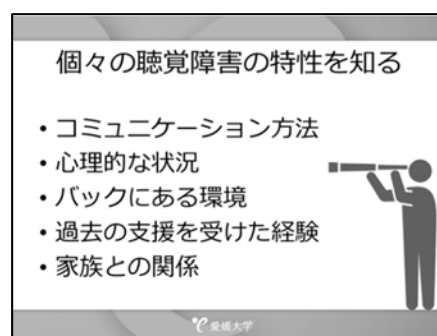 個々の聴覚障害の特性を知る
• コミュニケーション方法
• 心理的な状況
• バックにある環境
• 過去の支援を受けた経験
• 家族との関係
愛媛大学